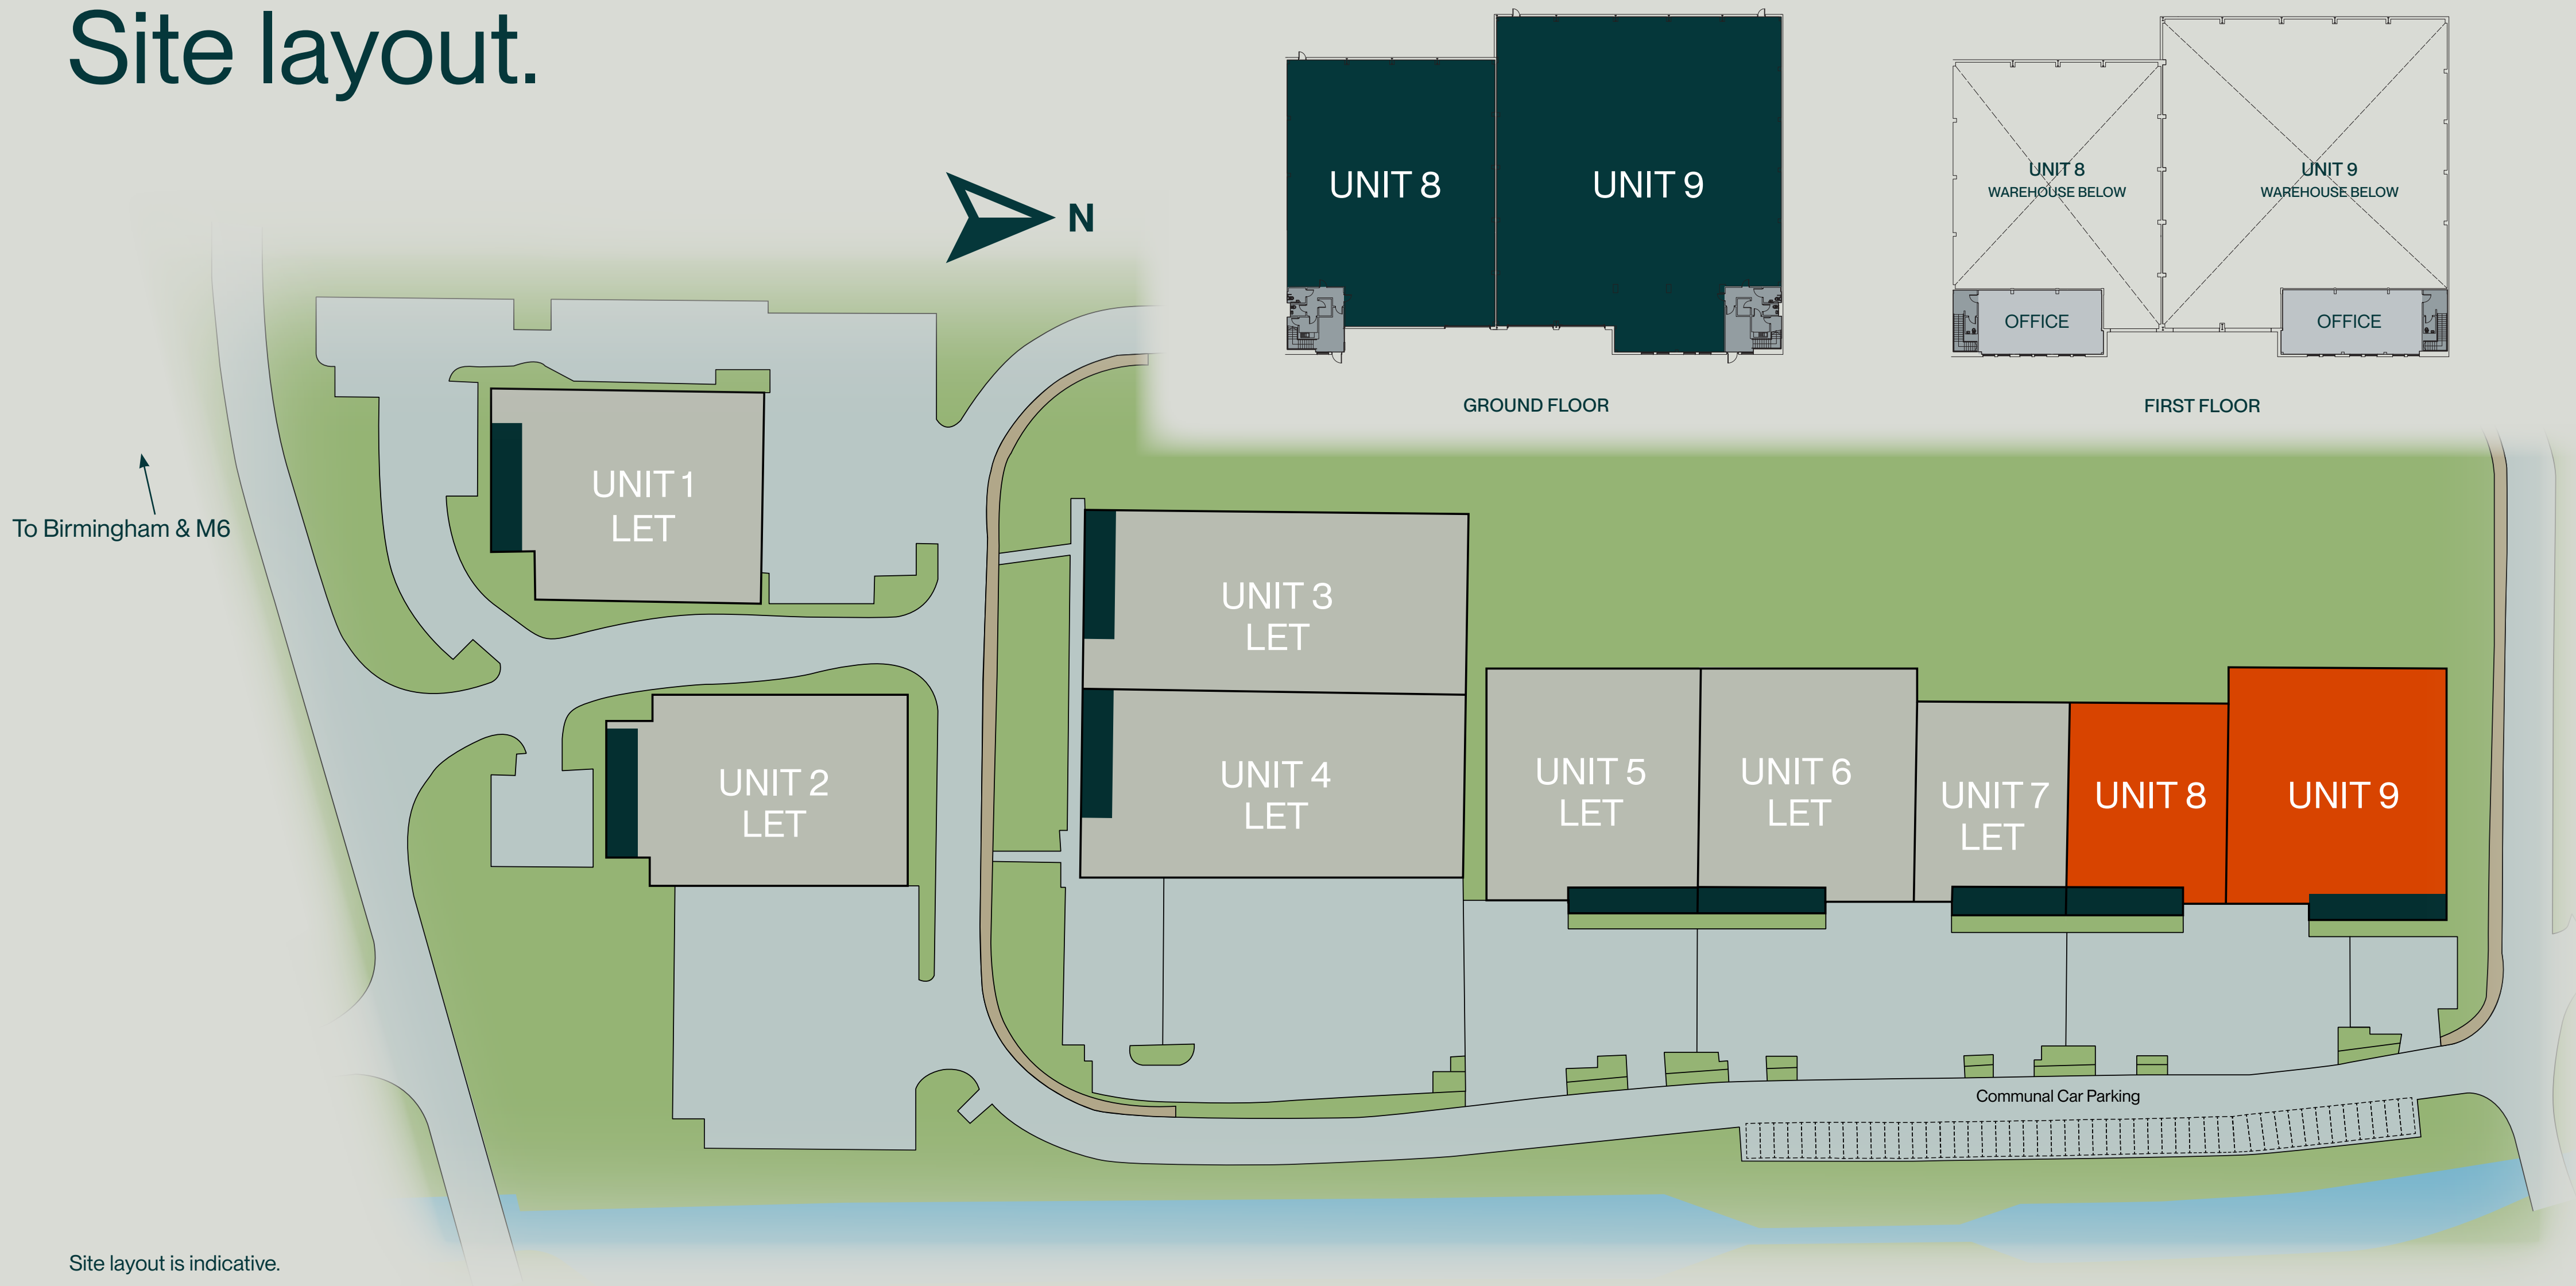 Site layout.
N
UNIT 8
UNIT 9
GROUND FLOOR
UNIT 8
WAREHOUSE BELOW
UNIT 9
WAREHOUSE BELOW
OFFICE
OFFICE
FIRST FLOOR
To Birmingham & M6
UNIT 1
LET
UNIT 2
LET
UNIT 3
LET
UNIT 4
LET
UNIT 5
LET
UNIT 6
LET
UNIT 7
LET
UNIT 8
UNIT 9
Communal Car Parking
Site layout is indicative.